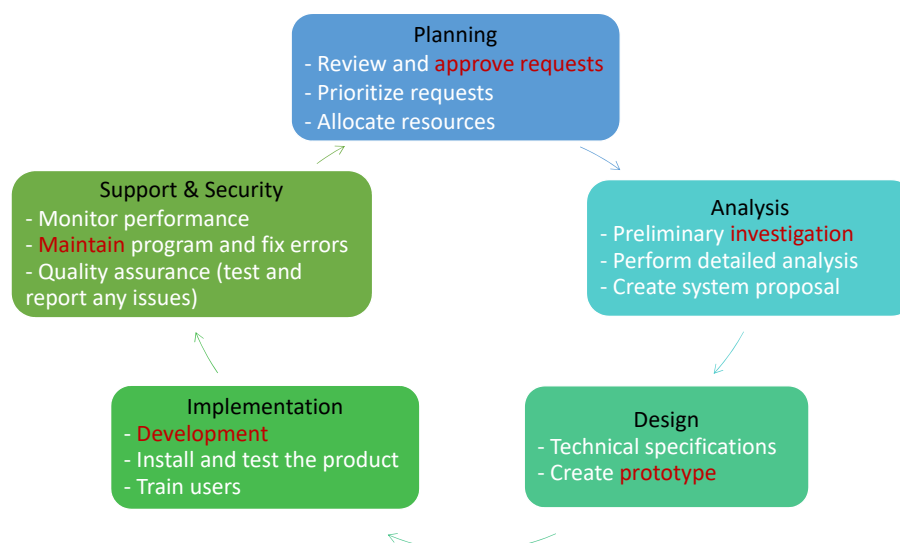 Planning
- Review and approve requests
- Prioritize requests
- Allocate resources
Analysis
- Preliminary investigation
- Perform detailed analysis
- Create system proposal
Design
- Technical specifications
- Create prototype
Implementation
- Development
- Install and test the product
- Train users
Support & Security
- Monitor performance
- Maintain program and fix errors
- Quality assurance (test and
report any issues)